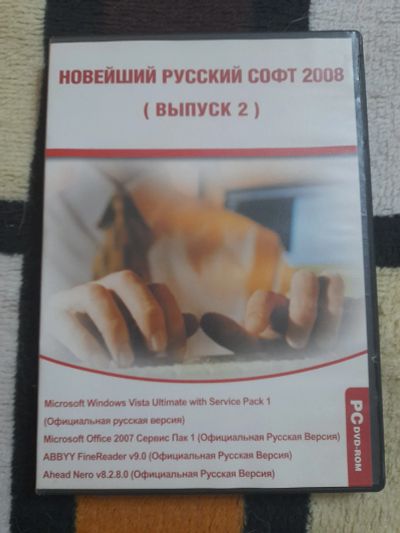 НОВЕЙШИЙ РУССКИЙ СОФТ 2008
( ВЫПУСК 2 )
Microsoft Windows Vista Ultimate with Service Pack 1
(Официальная русская версия)
Microsoft Office 2007 Сервис Пак 1 (Официальная Русская Версия)
ABBYY FineReader v9.0 (Официальная Русская Версия)
Ahead Nero v8.2.8.0 (Официальная Русская Версия)
PC DVD-ROM